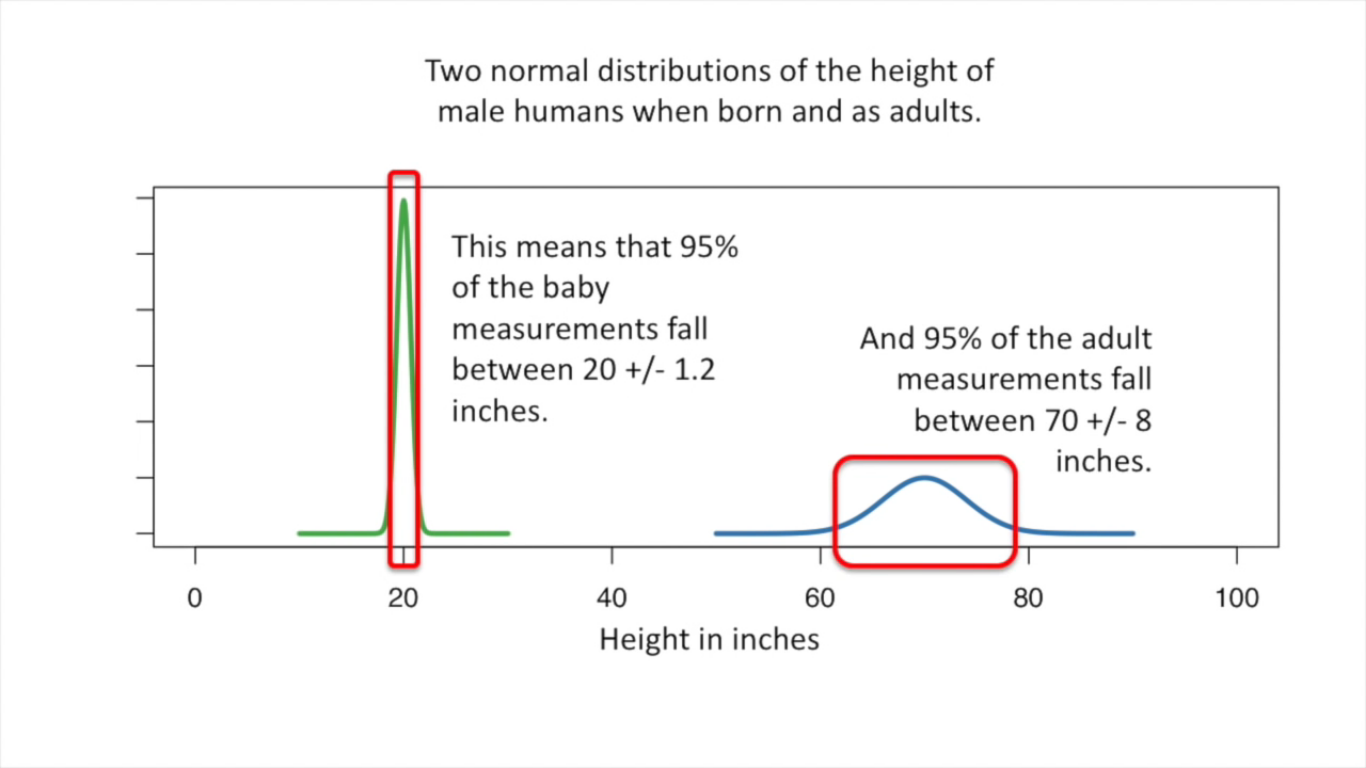 Two normal distributions of the height of
male humans when born and as adults.
This means that 95%
of the baby
measurements fall
between 20 +/- 1.2
inches.
And 95% of the adult
measurements fall
between 70 +/- 8
inches.
0 20 40 60 80 100
Height in inches